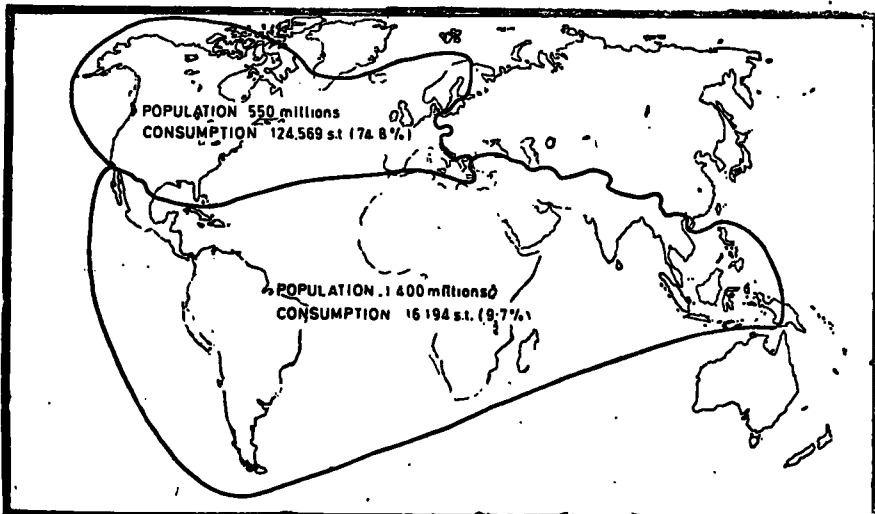 POPULATION 550 millions
CONSUMPTION 124.569 s.t (74.8%)
POPULATION 1 400 millions
CONSUMPTION 16 194 s.t. (9.7%)